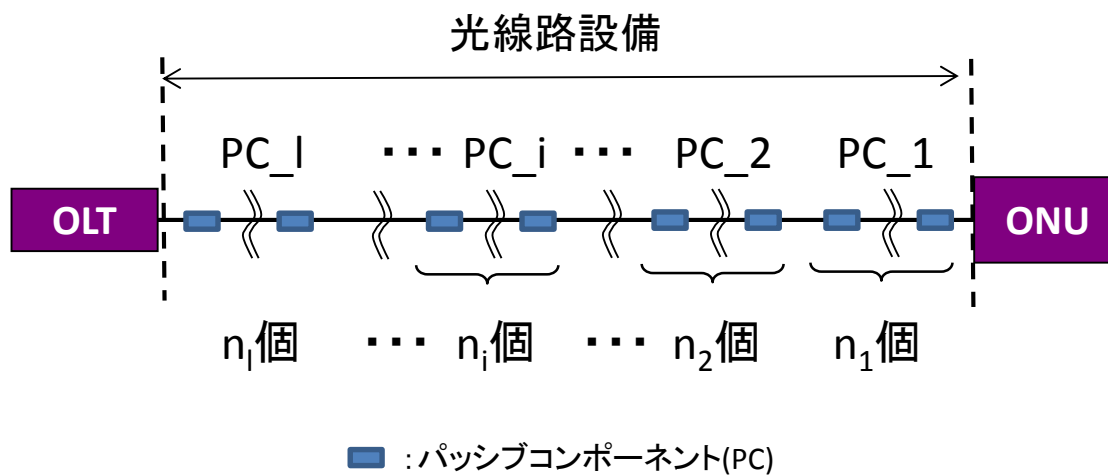 光線路設備
PC_l ・・・ PC_i ・・・ PC_2 PC_1
OLT ONU
nl個 ・・・ ni個 ・・・ n2個 n1個
:パッシブコンポーネント(PC)